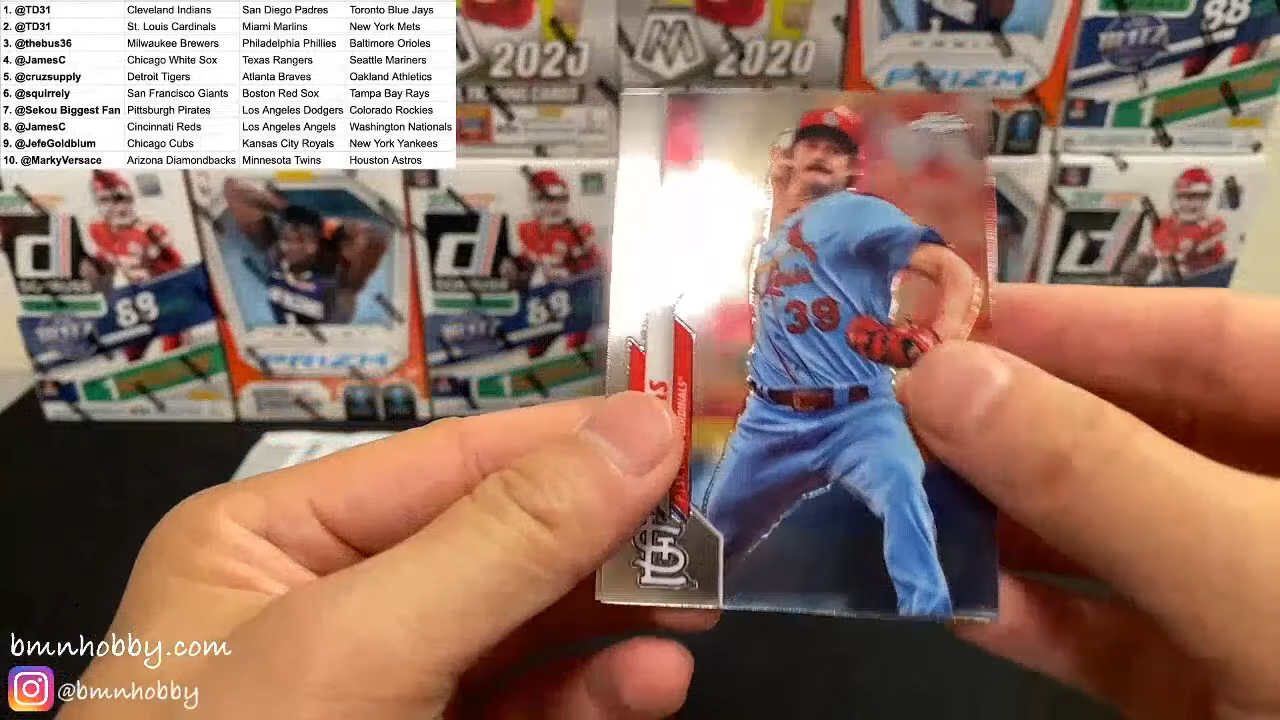 1. @TD31 Cleveland Indians San Diego Padres Toronto Blue Jays
2. @TD31 St. Louis Cardinals Miami Marlins New York Mets
3. @thebus36 Milwaukee Brewers Philadelphia Phillies Baltimore Orioles
4. @JamesC Chicago White Sox Texas Rangers Seattle Mariners
5. @cruzsupply Detroit Tigers Atlanta Braves Oakland Athletics
6. @squirrely San Francisco Giants Boston Red Sox Tampa Bay Rays
7. @Sekou Biggest Fan Pittsburgh Pirates Los Angeles Dodgers Colorado Rockies
8. @JamesC Cincinnati Reds Los Angeles Angels Washington Nationals
9. @JefeGoldblum Chicago Cubs Kansas City Royals New York Yankees
10. @MarkyVersace Arizona Diamondbacks Minnesota Twins Houston Astros
2020
2020
88
PRIZM
89
PRIZM
89
39
CARDINALS
STL
bmnhobby.com
@bmnhobby